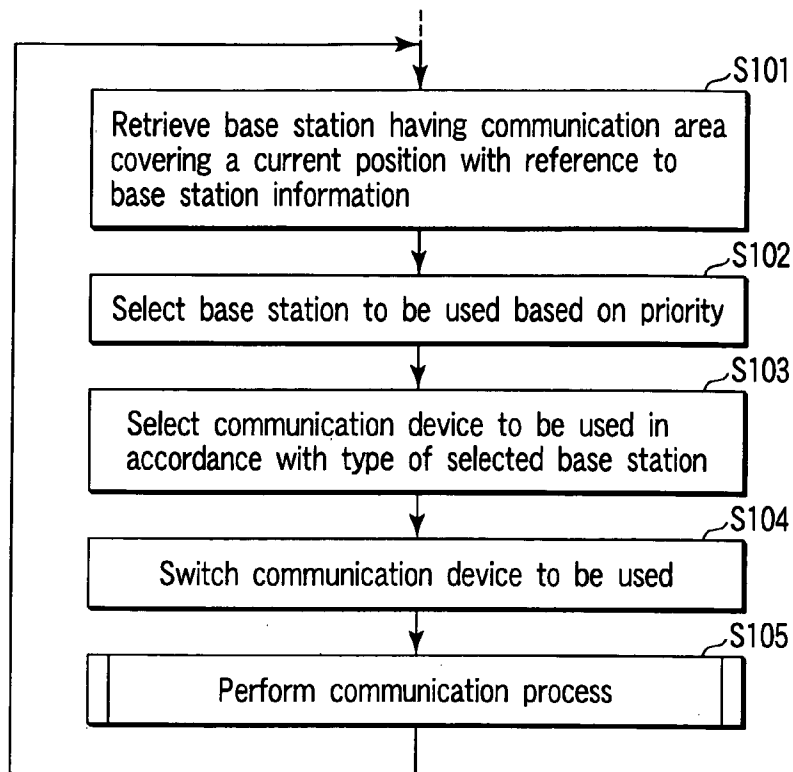 S101
Retrieve base station having communication area
covering a current position with reference to
base station information
S102
Select base station to be used based on priority
S103
Select communication device to be used in
accordance with type of selected base station
S104
Switch communication device to be used
S105
Perform communication process